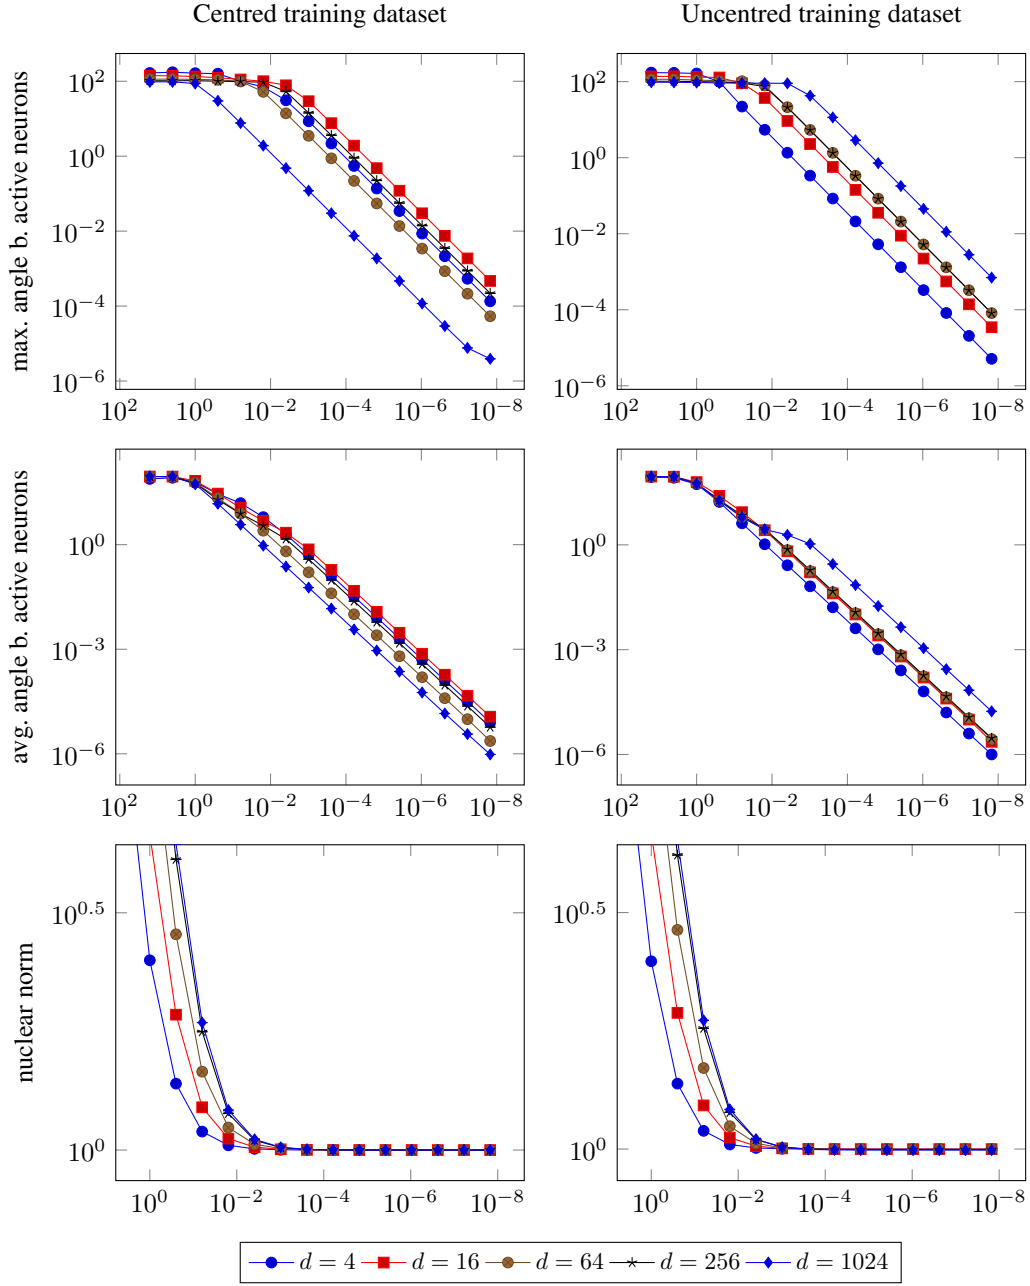 Centred training dataset
Uncentred training dataset
max. angle b. active neurons
10^2
10^0
10^−2
10^−4
10^−6
10^2 10^0 10^−2 10^−4 10^−6 10^−8
10^2
10^0
10^−2
10^−4
10^−6
10^2 10^0 10^−2 10^−4 10^−6 10^−8
avg. angle b. active neurons
10^0
10^−3
10^−6
10^2 10^0 10^−2 10^−4 10^−6 10^−8
10^0
10^−3
10^−6
10^2 10^0 10^−2 10^−4 10^−6 10^−8
nuclear norm
10^0.5
10^0
10^0 10^−2 10^−4 10^−6 10^−8
10^0.5
10^0
10^0 10^−2 10^−4 10^−6 10^−8
d = 4 d = 16 d = 64 d = 256 d = 1024